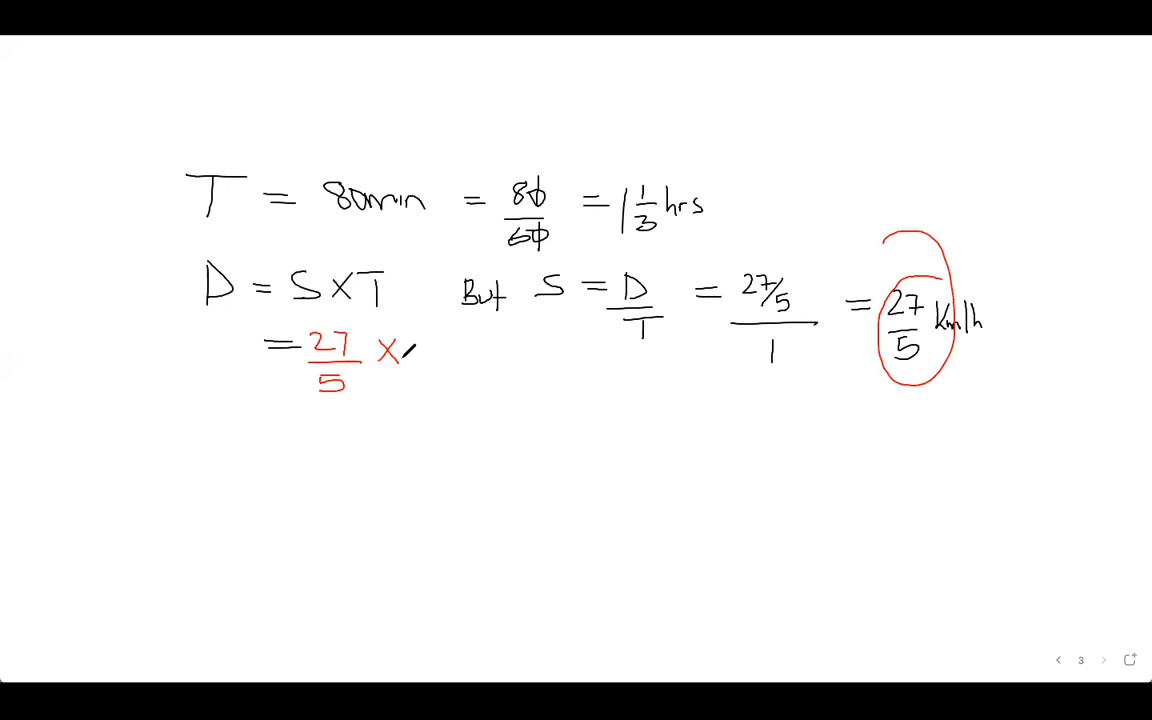 T = 80min = 80/60 = 1 1/3 hrs
D = S X T But S = D/T = 27/5/1 = 27/5 Km/h
= 27/5 X
3